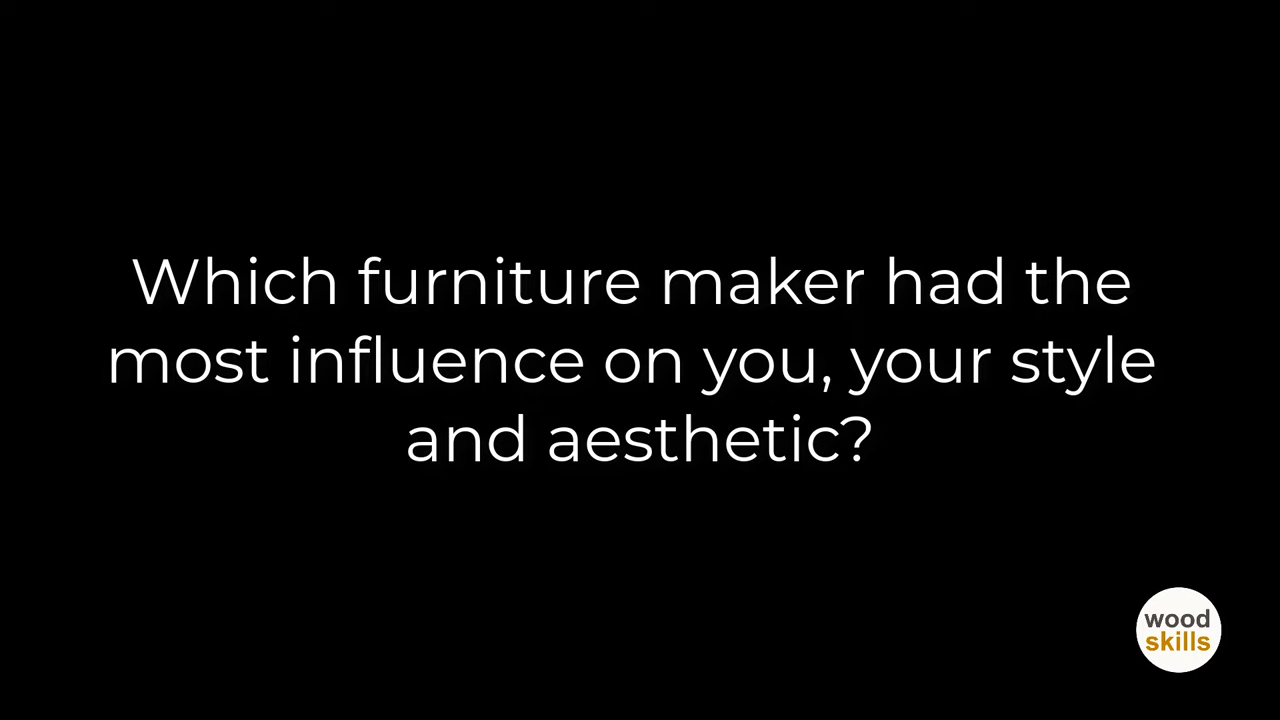 Which furniture maker had the
most influence on you, your style
and aesthetic?
wood
skills